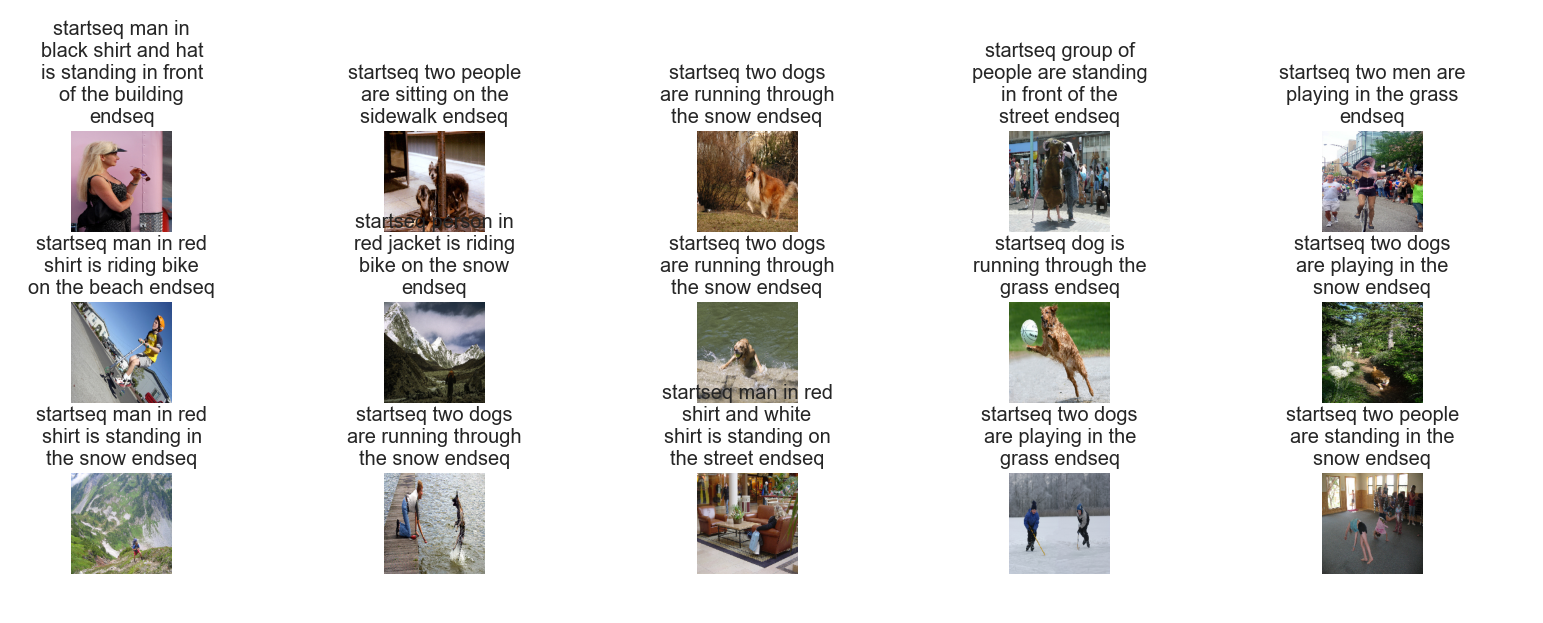 startseq man in
black shirt and hat
is standing in front
of the building
endseq
startseq two people
are sitting on the
sidewalk endseq
startseq two dogs
are running through
the snow endseq
startseq group of
people are standing
in front of the
street endseq
startseq two men are
playing in the grass
endseq
startseq man in red
shirt is riding bike
on the beach endseq
startseq person in
red jacket is riding
bike on the snow
endseq
startseq two dogs
are running through
the snow endseq
startseq dog is
running through the
grass endseq
startseq two dogs
are playing in the
snow endseq
startseq man in red
shirt is standing in
the snow endseq
startseq two dogs
are running through
the snow endseq
startseq man in red
shirt and white
shirt is standing on
the street endseq
startseq two dogs
are playing in the
grass endseq
startseq two people
are standing in the
snow endseq